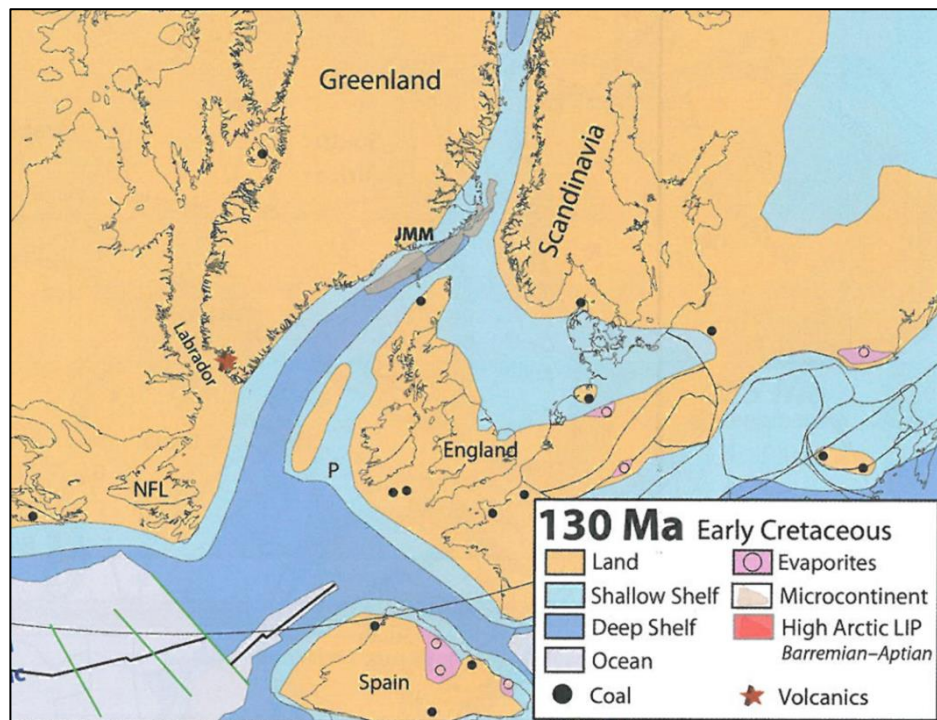 Greenland
Scandinavia
JMM
Labrador
England
P
NFL
Spain
130 Ma Early Cretaceous
Land
Evaporites
Shallow Shelf
Microcontinent
Deep Shelf
High Arctic LIP
Barremian–Aptian
Ocean
Coal
Volcanics